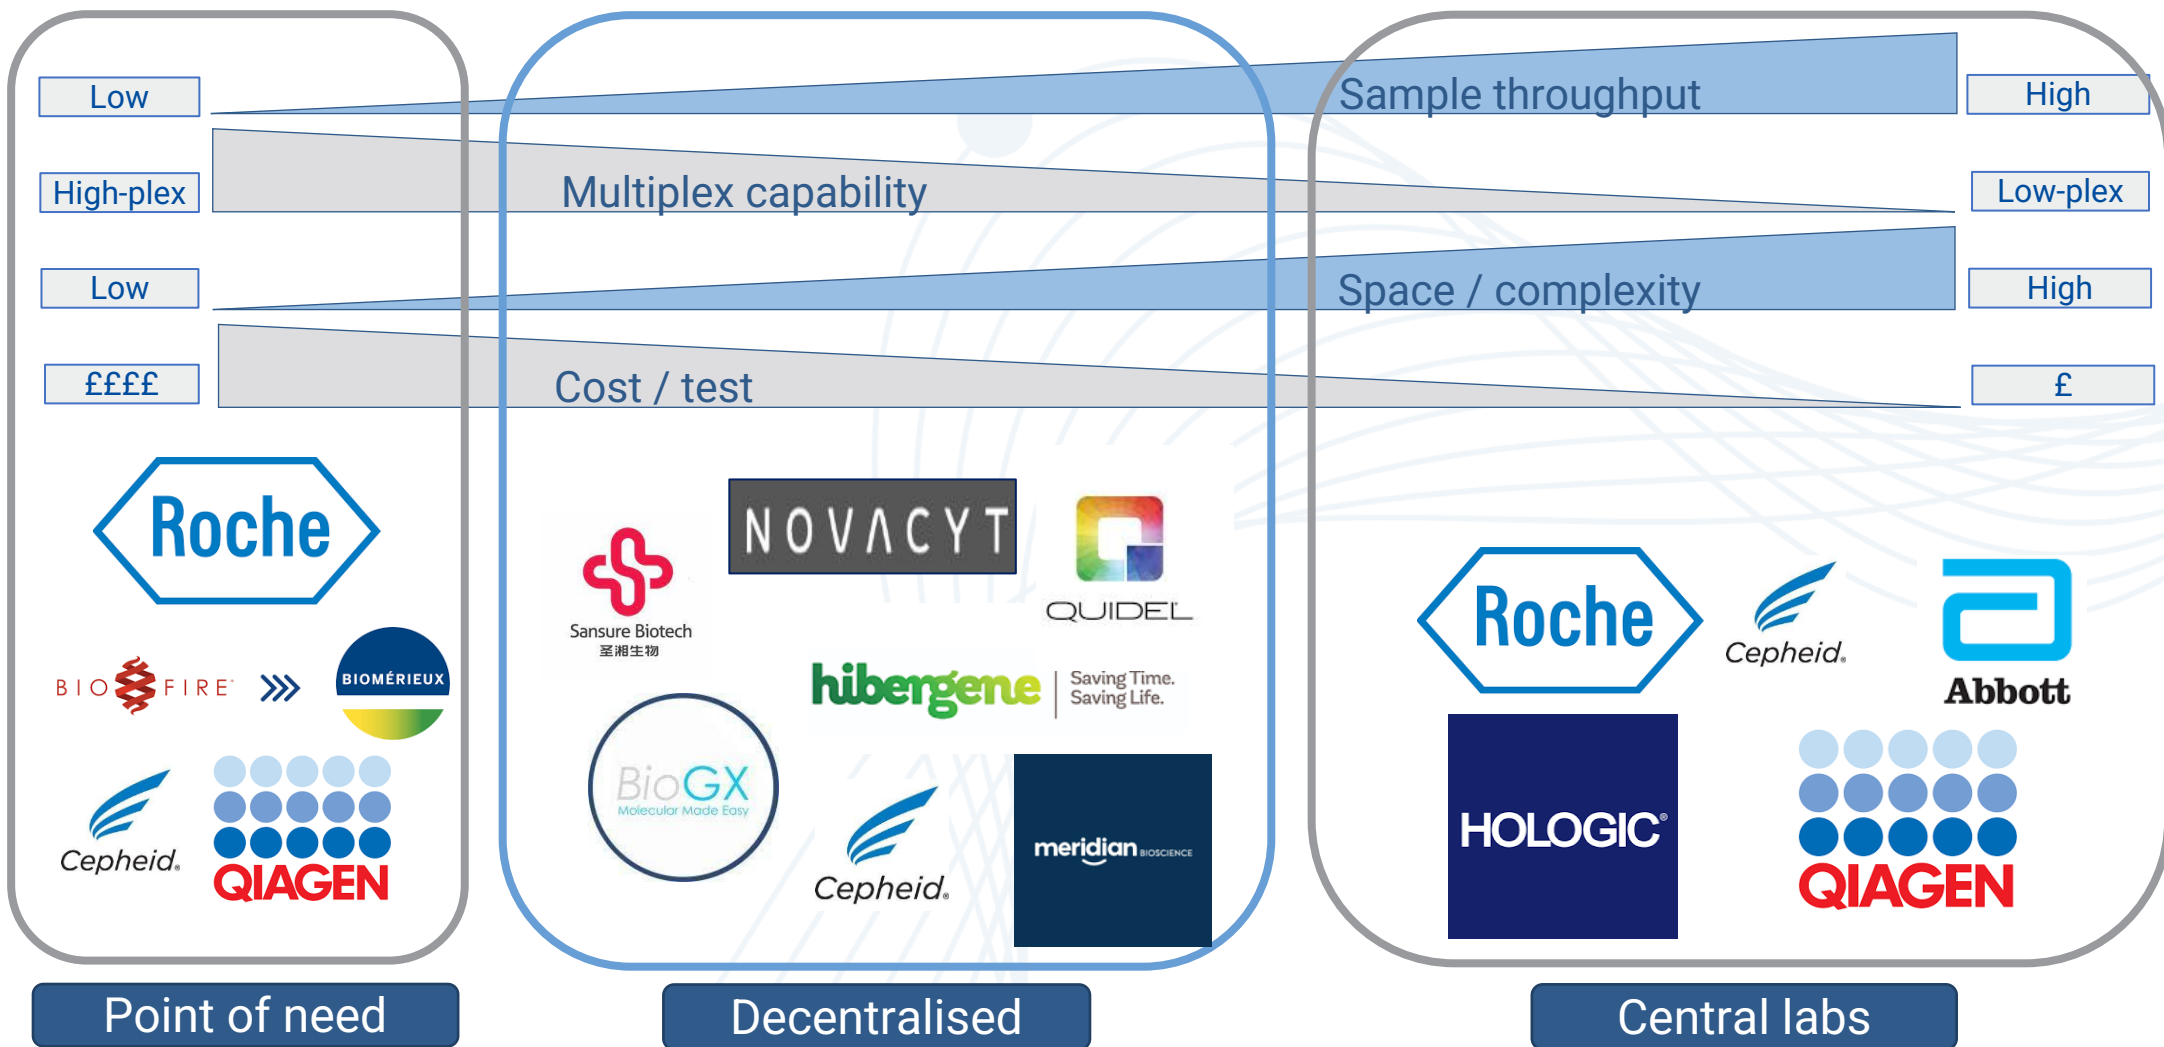 Low
Sample throughput
High
High-plex
Multiplex capability
Low-plex
Low
Space / complexity
High
££££
Cost / test
£
Roche
BIO FIRE
BIOMÉRIEUX
Cepheid.
QIAGEN
Sansure Biotech
圣湘生物
NOVACYT
QUIDEL
hibergene
Saving Time.
Saving Life.
BioGX
Molecular Made Easy
Cepheid.
meridian BIOSCIENCE
Roche
Cepheid.
Abbott
HOLOGIC®
QIAGEN
Point of need
Decentralised
Central labs